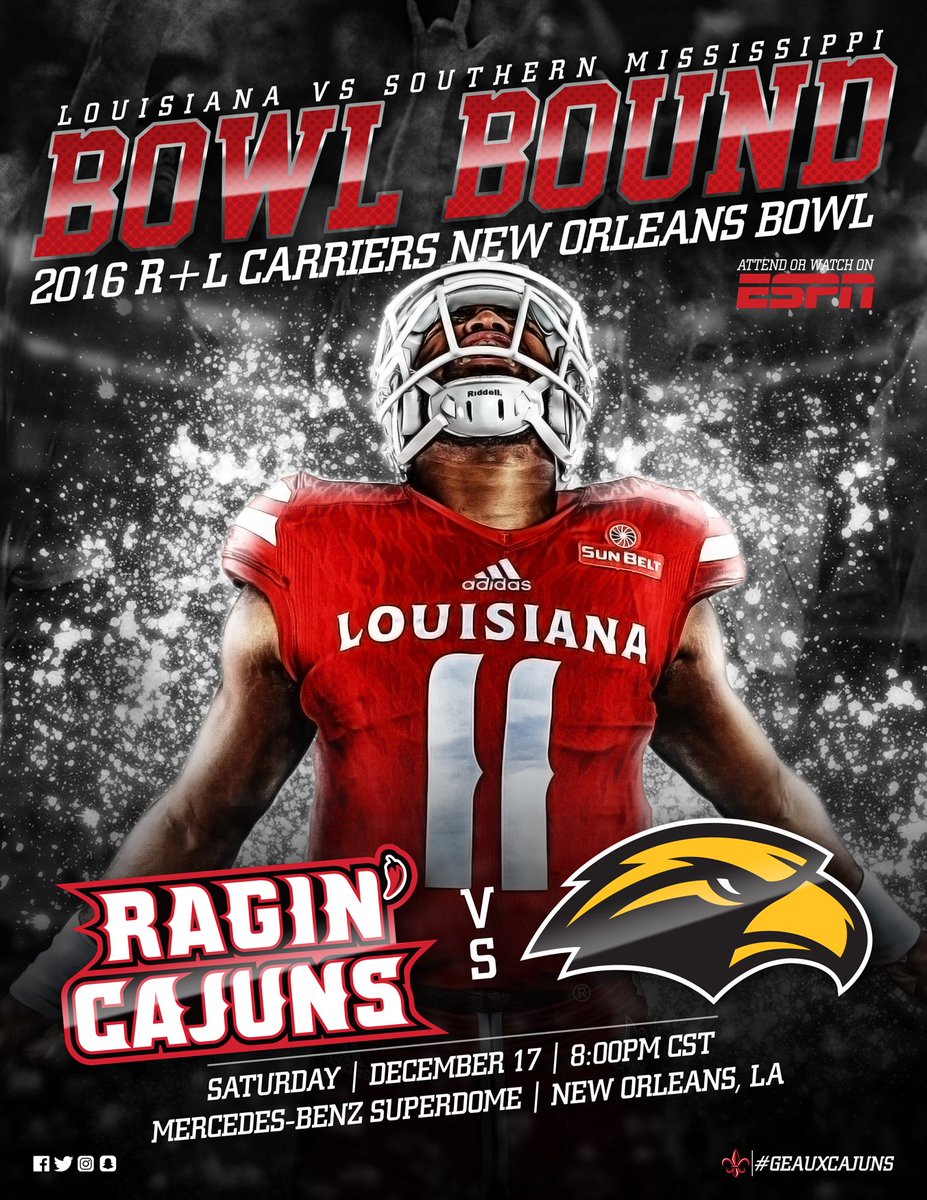 LOUISIANA VS SOUTHERN MISSISSIPPI
BOWL BOUND
2016 R+L CARRIERS NEW ORLEANS BOWL
ATTEND OR WATCH ON
ESPN
Riddell
SUN BELT
adidas
LOUISIANA
11
RAGIN'
CAJUNS
VS
®
SATURDAY | DECEMBER 17 | 8:00PM CST
MERCEDES-BENZ SUPERDOME | NEW ORLEANS, LA
#GEAUXCAJUNS